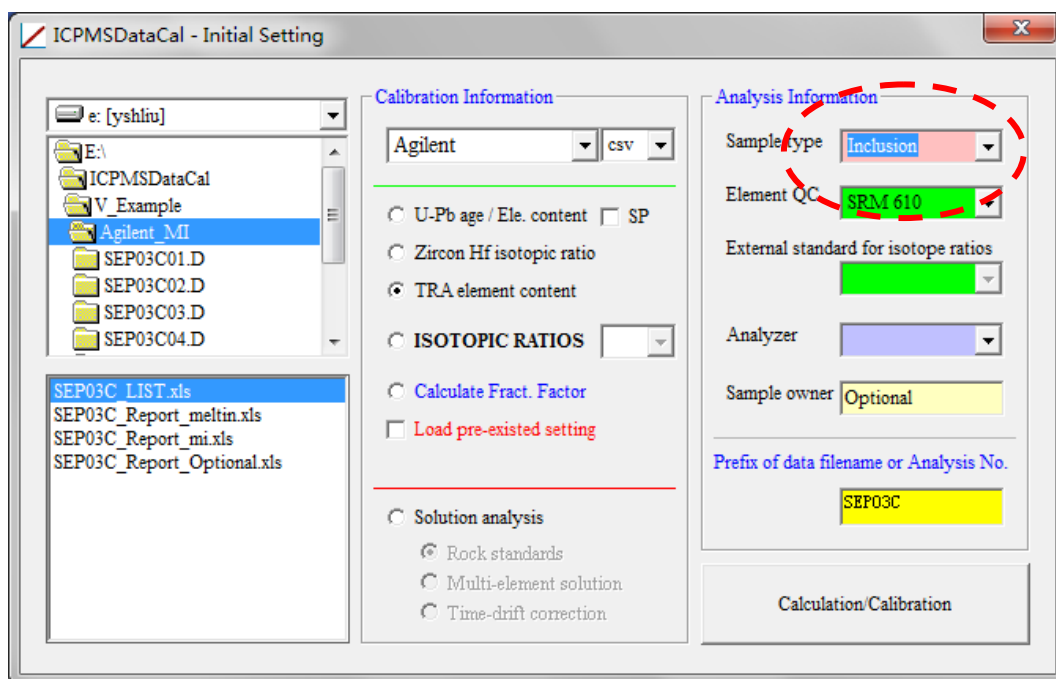 ICPMSDataCal - Initial Setting
e: [yshliu]
E:\
ICPMSDataCal
V_Example
Agilent_MI
SEP03C01.D
SEP03C02.D
SEP03C03.D
SEP03C04.D
SEP03C_LIST.xls
SEP03C_Report_meltin.xls
SEP03C_Report_mi.xls
SEP03C_Report_Optional.xls
Calibration Information
Agilent csv
U-Pb age / Ele. content SP
Zircon Hf isotopic ratio
TRA element content
ISOTOPIC RATIOS
Calculate Fract. Factor
Load pre-existed setting
Solution analysis
Rock standards
Multi-element solution
Time-drift correction
Analysis Information
Sample type Inclusion
Element QC SRM 610
External standard for isotope ratios
Analyzer
Sample owner Optional
Prefix of data filename or Analysis No.
SEP03C
Calculation/Calibration